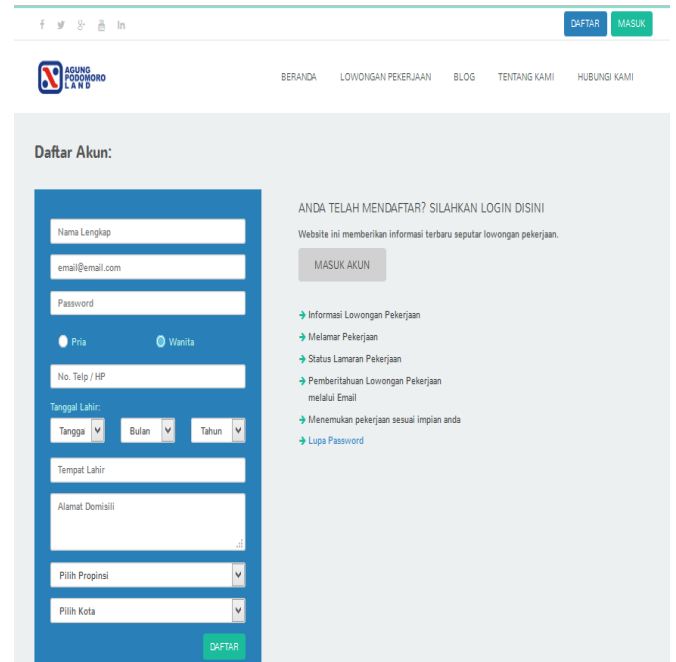 DAFTAR MASUK
AGUNG
PODOMORO
LAND
BERANDA LOWONGAN PEKERJAAN BLOG TENTANG KAMI HUBUNGI KAMI
Daftar Akun:
Nama Lengkap
email@email.com
Password
Pria Wanita
No. Telp / HP
Tanggal Lahir:
Tanggal Bulan Tahun
Tempat Lahir
Alamat Domisili
Pilih Propinsi
Pilih Kota
DAFTAR
ANDA TELAH MENDAFTAR? SILAHKAN LOGIN DISINI
Website ini memberikan informasi terbaru seputar lowongan pekerjaan.
MASUK AKUN
Informasi Lowongan Pekerjaan
Melamar Pekerjaan
Status Lamaran Pekerjaan
Pemberitahuan Lowongan Pekerjaan
melalui Email
Menemukan pekerjaan sesuai impian anda
Lupa Password